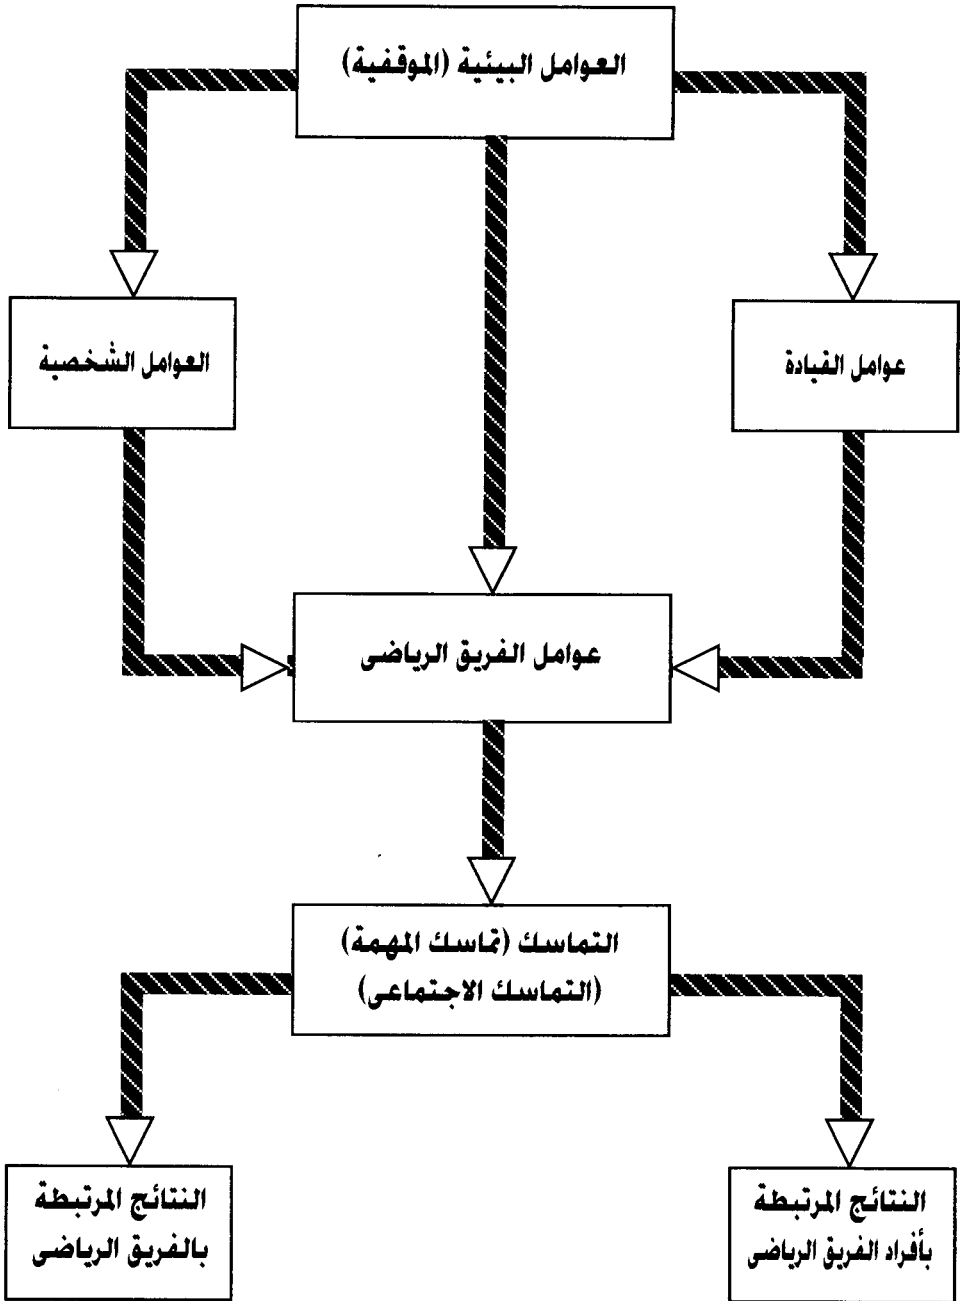 العوامل البيئية (الموقفية)
عوامل القيادة
العوامل الشخصية
عوامل الفريق الرياضى
التماسك (تماسك المهمة)
(التماسك الاجتماعى)
النتائج المرتبطة
بأفراد الفريق الرياضى
النتائج المرتبطة
بالفريق الرياضى